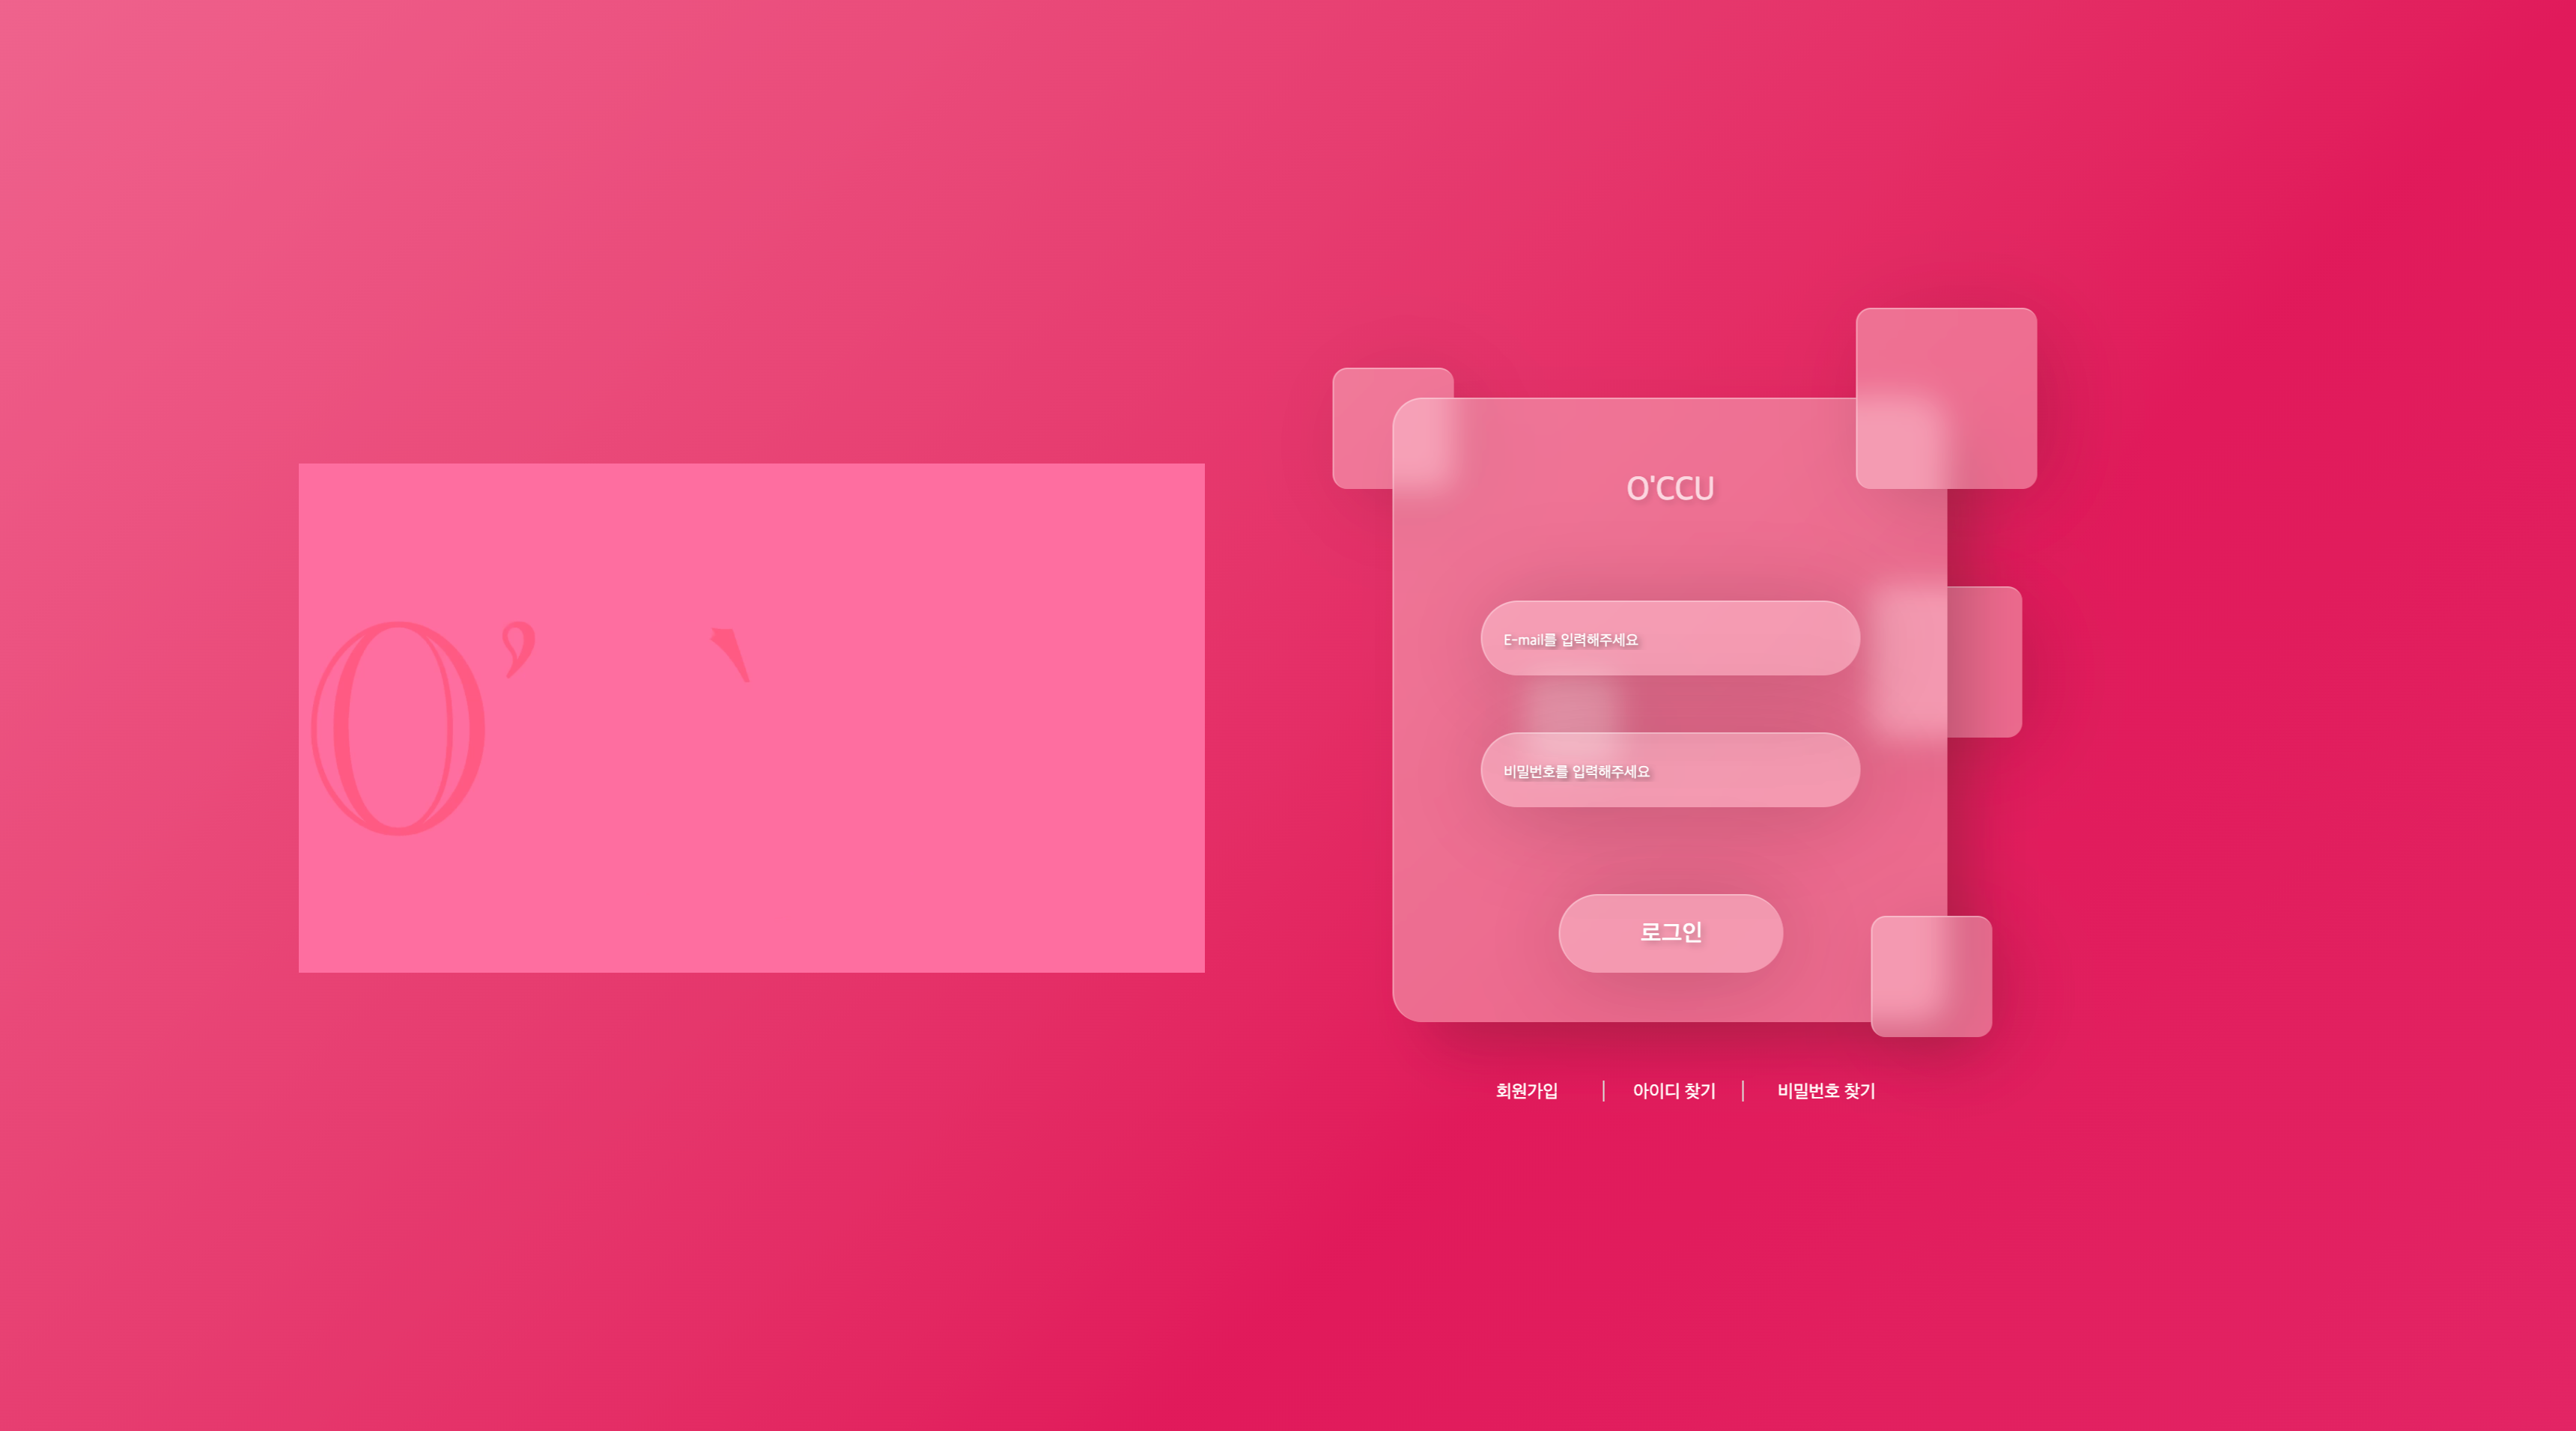 O’
O'CCU
E-mail를 입력해주세요
비밀번호를 입력해주세요
로그인
회원가입 | 아이디 찾기 | 비밀번호 찾기